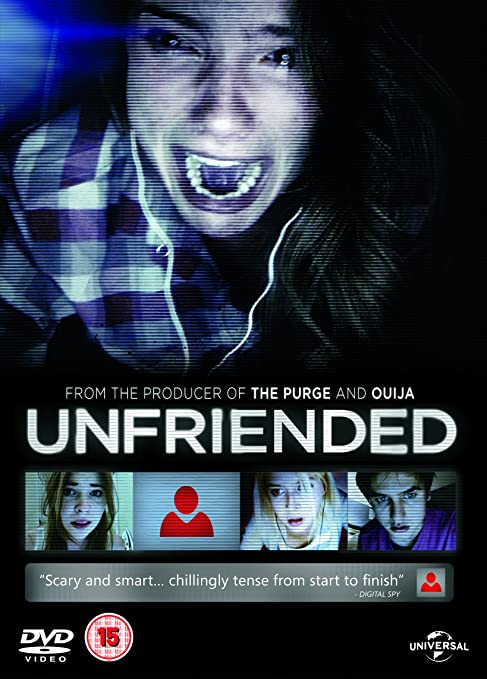 FROM THE PRODUCER OF THE PURGE AND OUIJA
UNFRIENDED
“Scary and smart... chillingly tense from start to finish”
- DIGITAL SPY
DVD
VIDEO
15
UNIVERSAL